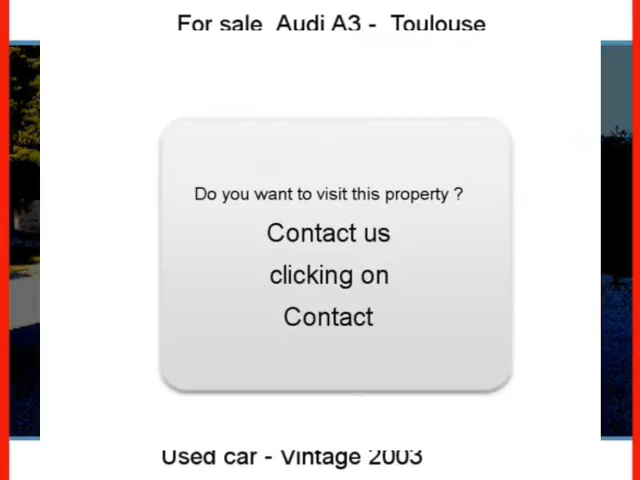 For sale Audi A3 - Toulouse
Do you want to visit this property ?
Contact us
clicking on
Contact
Used car - Vintage 2003